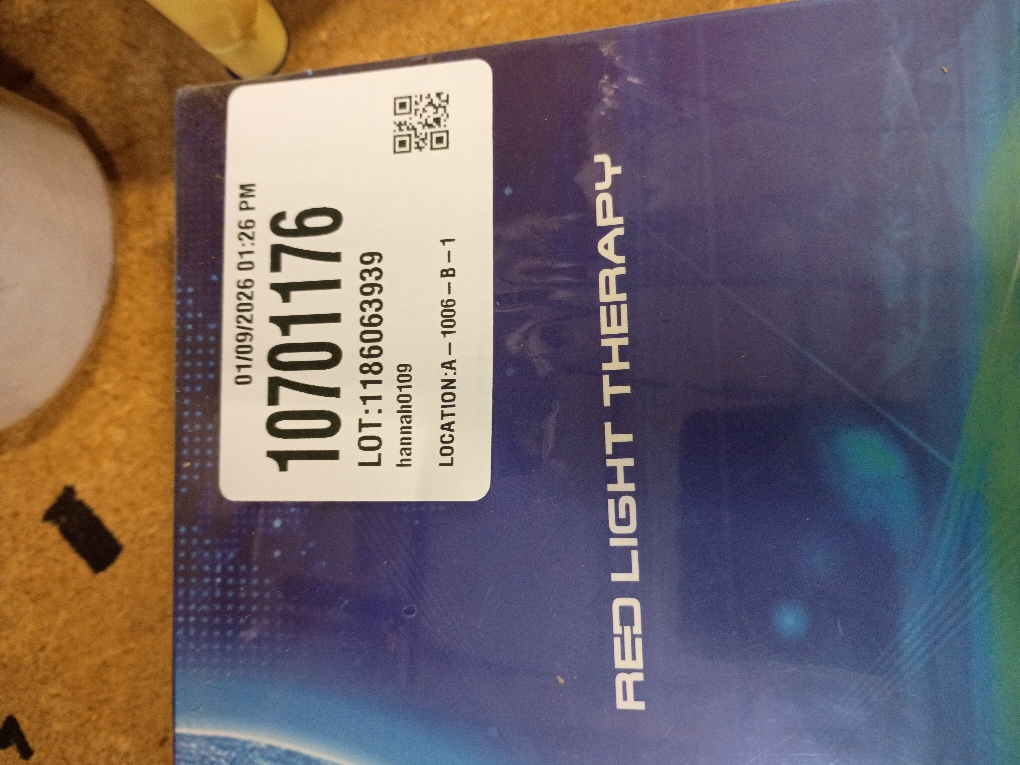 01/09/2026 01:26 PM
10701176
LOT:1186063939
hannah0109
LOCATION:A-1006-B-1
RED LIGHT THERAPY